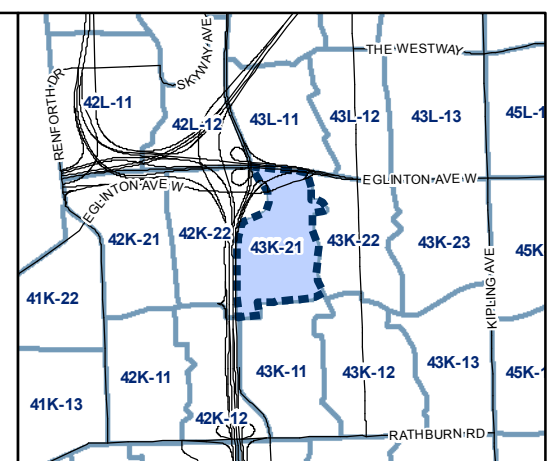 SKYWAY AVE
THE WESTWAY
RENFORTH DR
42L-11
42L-12
43L-11
43L-12
43L-13
45L-1
EGLINTON AVE W
EGLINTON AVE W
42K-21
42K-22
43K-21
43K-22
43K-23
45K
KIPLING AVE
41K-22
42K-11
43K-11
43K-12
43K-13
45K-1
41K-13
42K-12
RATHBURN RD